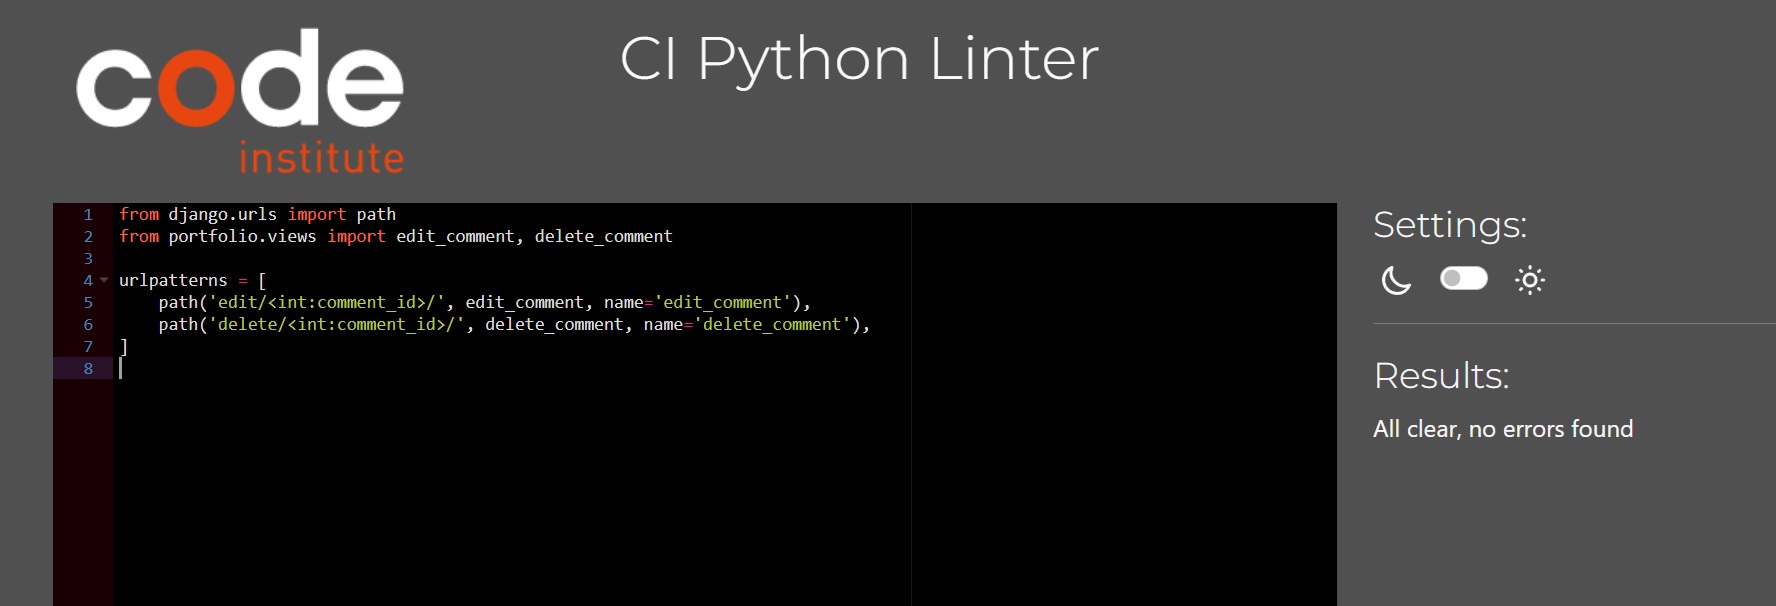 code
institute
CI Python Linter
1 from django.urls import path
2 from portfolio.views import edit_comment, delete_comment
3
4 urlpatterns = [
5     path('edit/<int:comment_id>/', edit_comment, name='edit_comment'),
6     path('delete/<int:comment_id>/', delete_comment, name='delete_comment'),
7 ]
8
Settings:
Results:
All clear, no errors found